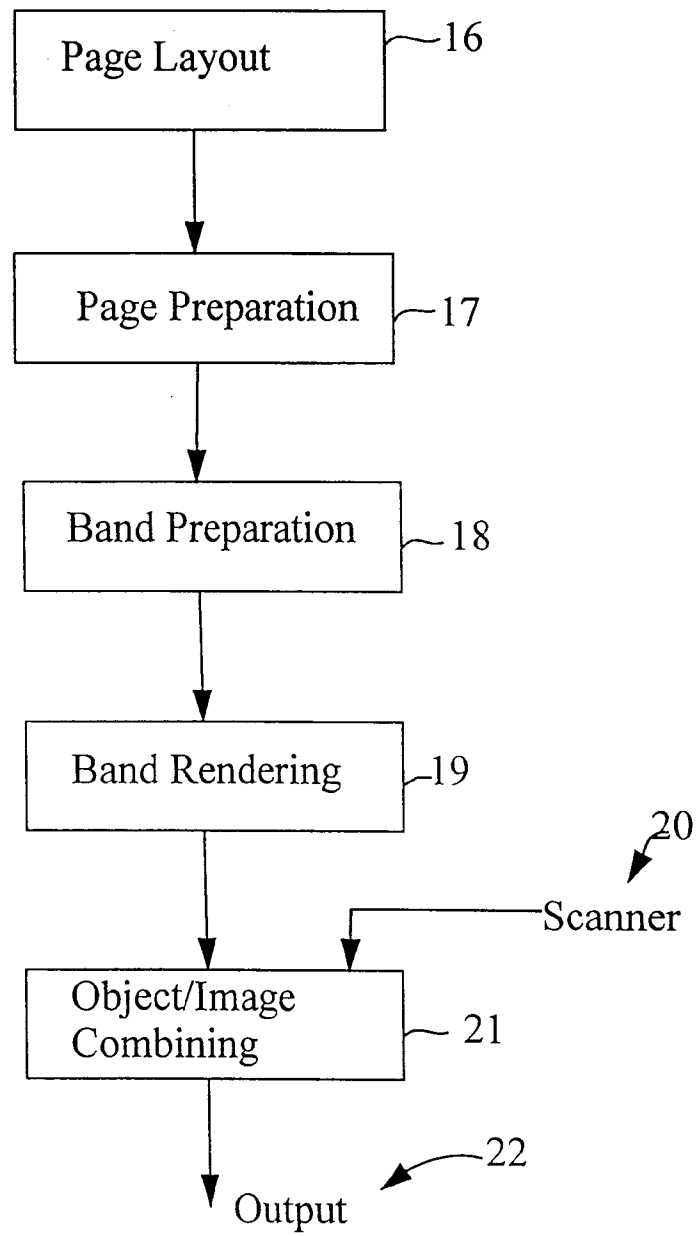 Page Layout
16
Page Preparation
17
Band Preparation
18
Band Rendering
19
20
Scanner
Object/Image
Combining
21
22
Output